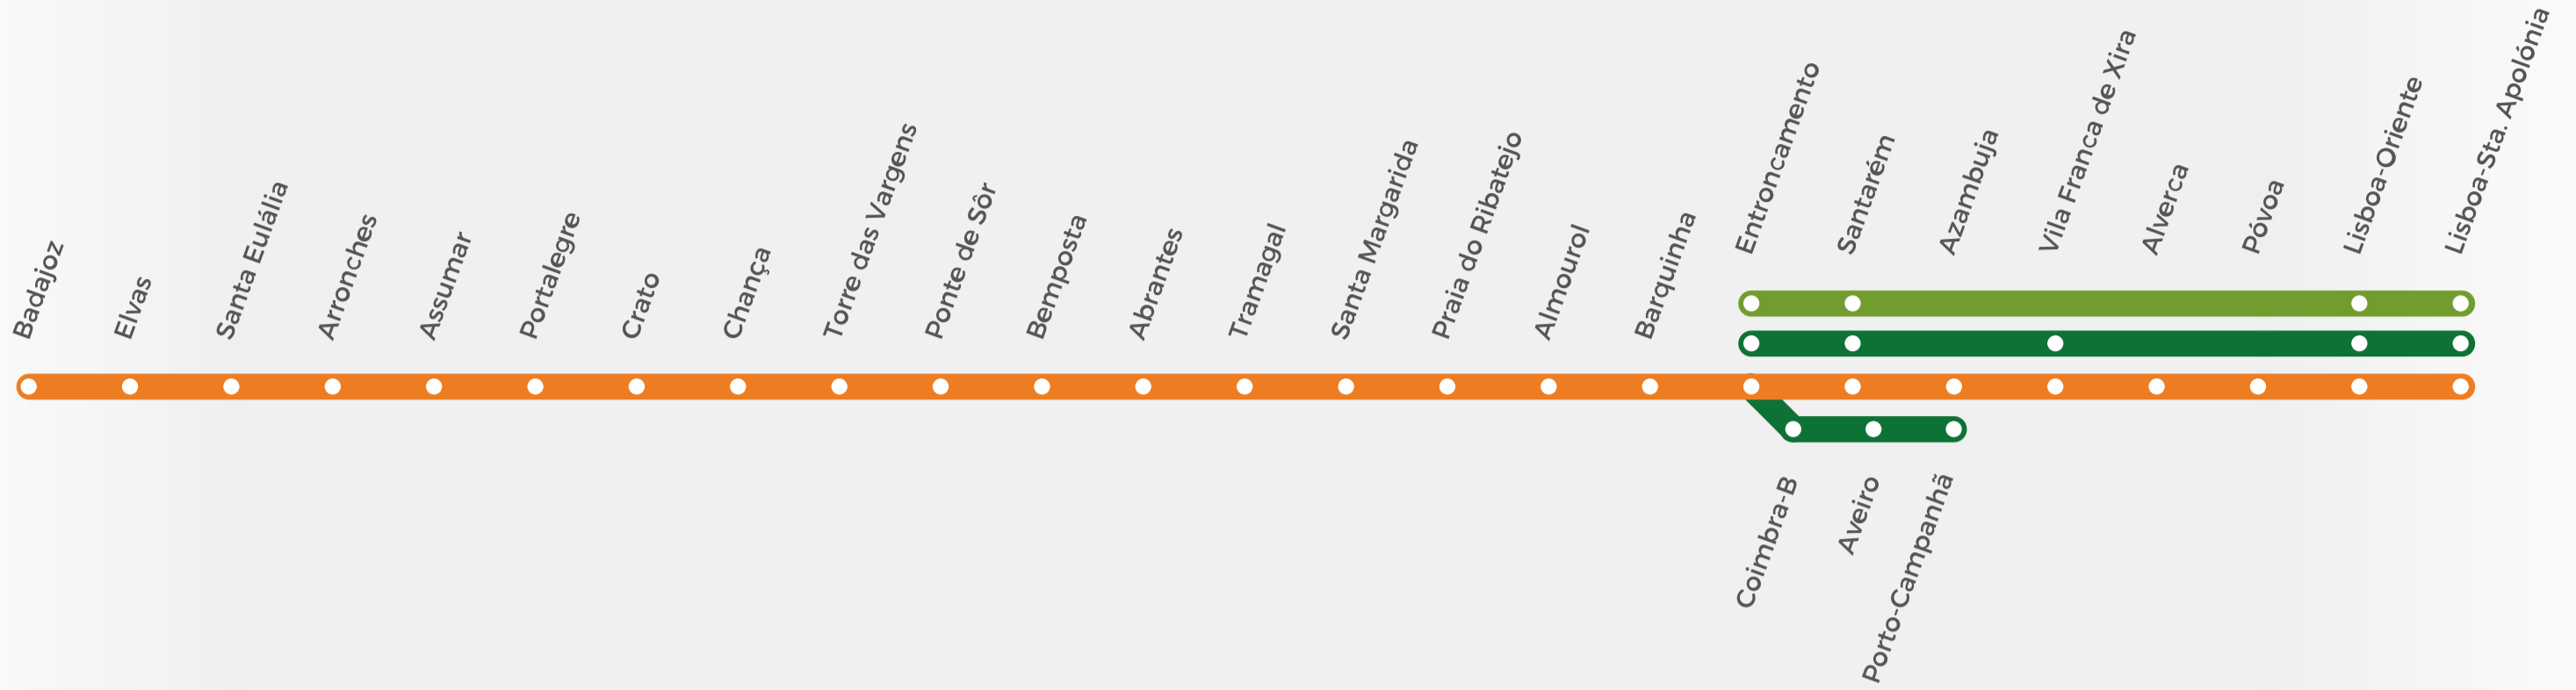 Badajoz
Elvas
Santa Eulália
Arronches
Assumar
Portalegre
Crato
Chança
Torre das Vargens
Ponte de Sôr
Bemposta
Abrantes
Tramagal
Santa Margarida
Praia do Ribatejo
Almourol
Barquinha
Entroncamento
Santarém
Azambuja
Vila Franca de Xira
Alverca
Póvoa
Lisboa-Oriente
Lisboa-Sta. Apolónia
Coimbra-B
Aveiro
Porto-Campanhã